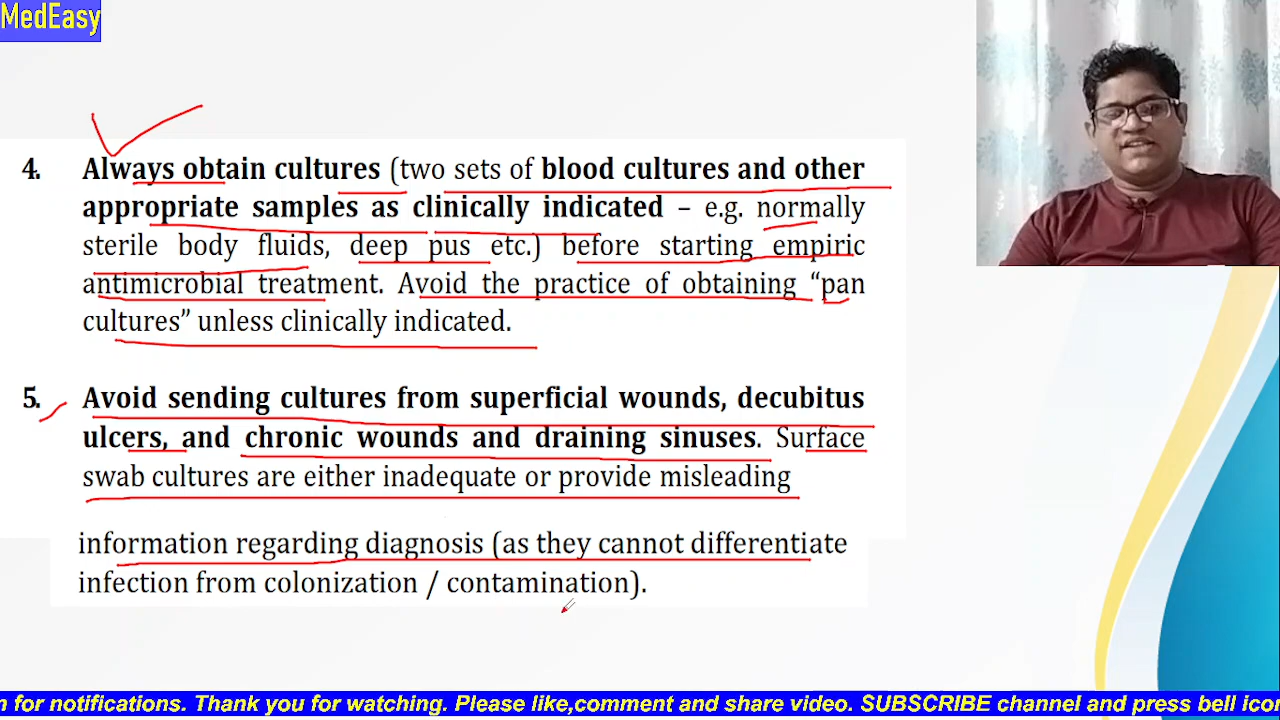 MedEasy
4. Always obtain cultures (two sets of blood cultures and other
appropriate samples as clinically indicated – e.g. normally
sterile body fluids, deep pus etc.) before starting empiric
antimicrobial treatment. Avoid the practice of obtaining “pan
cultures” unless clinically indicated.
5. Avoid sending cultures from superficial wounds, decubitus
ulcers, and chronic wounds and draining sinuses. Surface
swab cultures are either inadequate or provide misleading
information regarding diagnosis (as they cannot differentiate
infection from colonization / contamination).
n for notifications. Thank you for watching. Please like,comment and share video. SUBSCRIBE channel and press bell icon